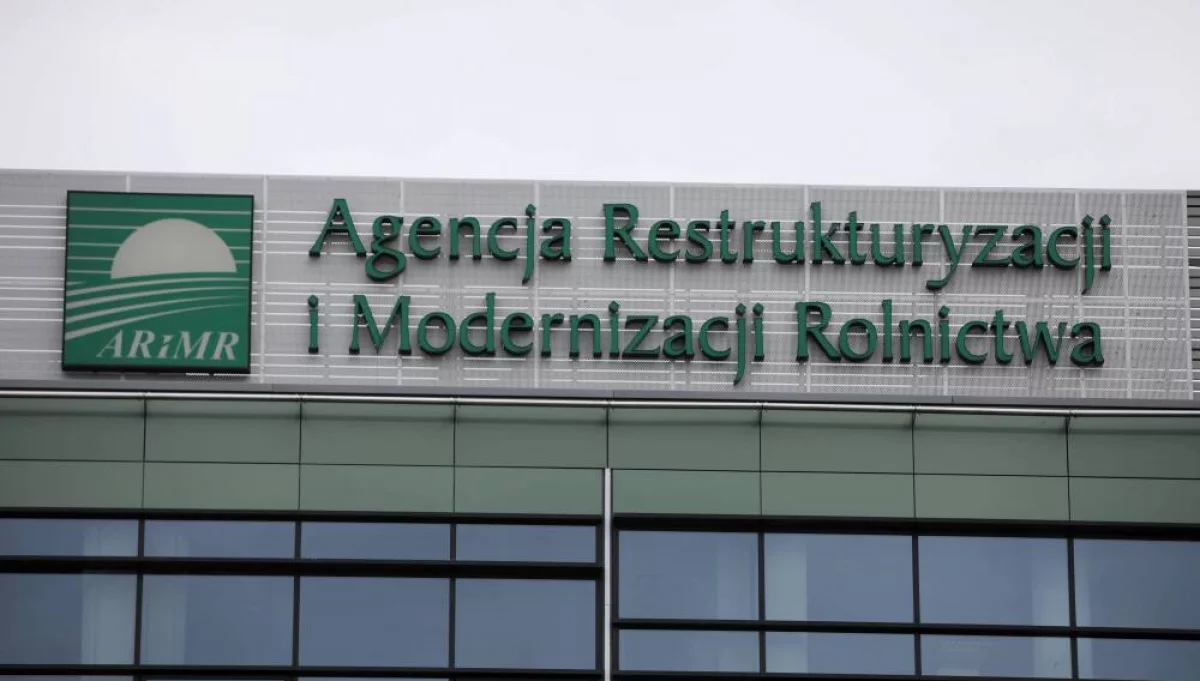 Agencja Restrukturyzacji
i Modernizacji Rolnictwa
ARiMR